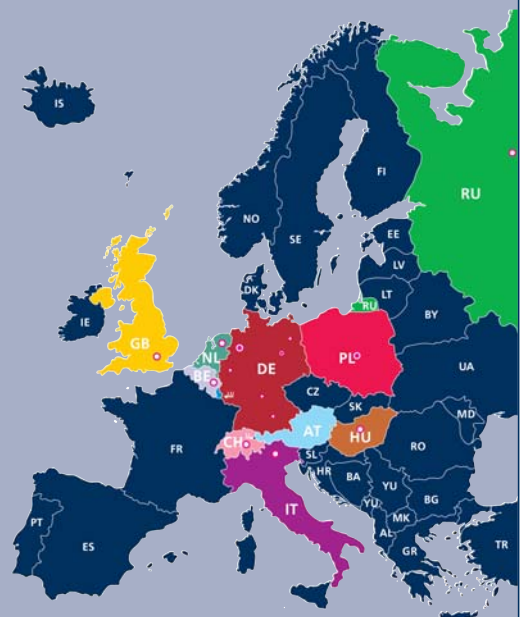 IS
FI
RU
NO
SE
EE
LV
DK
LT
RU
IE
BY
GB
NL
PL
BE
DE
UA
CZ
SK
MD
AT
HU
CH
RO
FR
SL
HR
BA
YU
IT
BG
YU
PT
MK
AL
ES
TR
GR